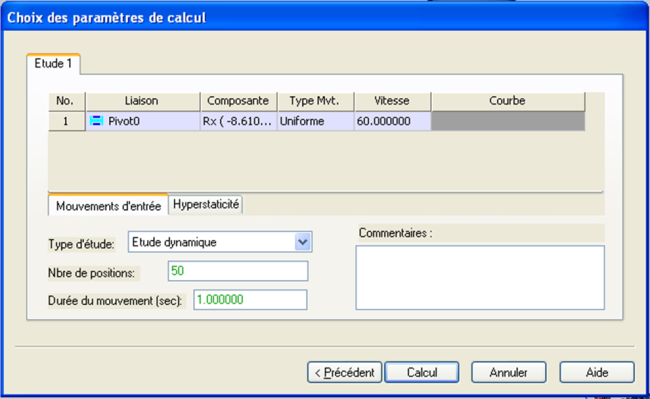 Choix des paramètres de calcul
Etude 1
No. Liaison Composante Type Mvt. Vitesse Courbe
1 Pivot0 Rx ( -8.610... Uniforme 60.000000
Mouvements d'entrée Hyperstaticité
Type d'étude: Etude dynamique
Commentaires :
Nbre de positions: 50
Durée du mouvement (sec): 1.000000
< Précédent Calcul Annuler Aide